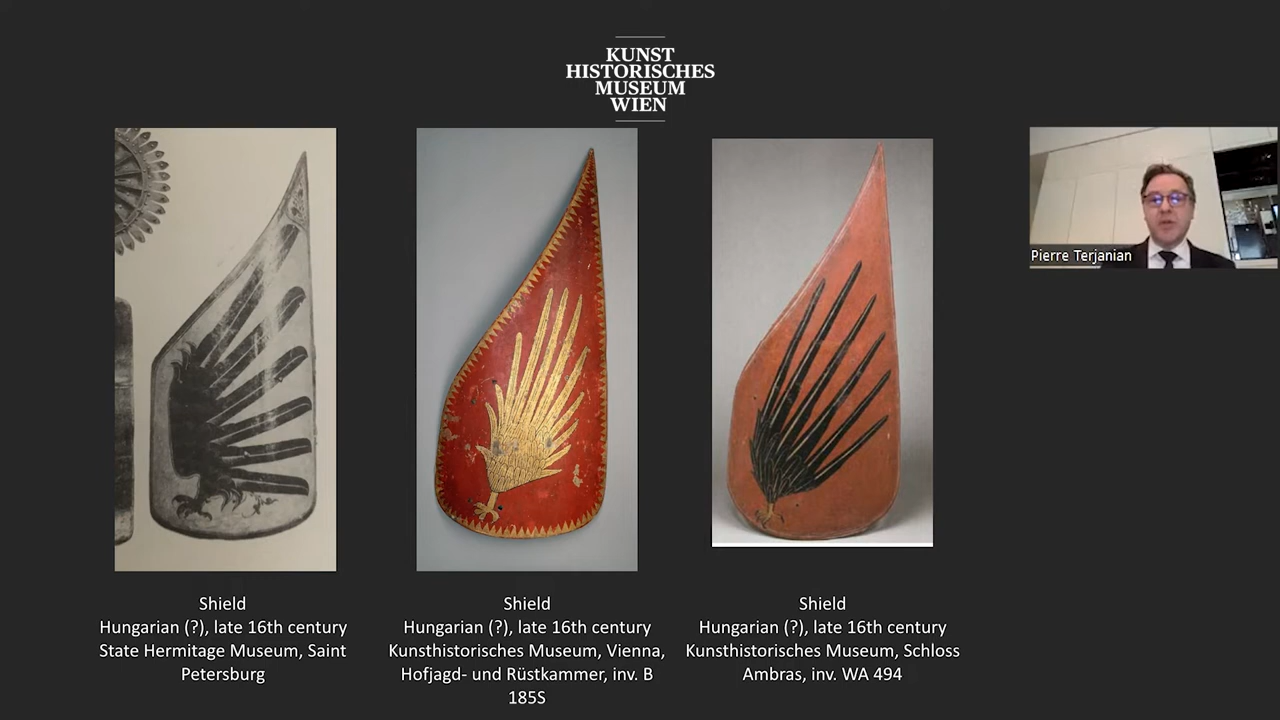 KUNST
HISTORISCHES
MUSEUM
WIEN
Pierre Terjanian
Shield
Hungarian (?), late 16th century
State Hermitage Museum, Saint
Petersburg
Shield
Hungarian (?), late 16th century
Kunsthistorisches Museum, Vienna,
Hofjagd- und Rüstkammer, inv. B
185S
Shield
Hungarian (?), late 16th century
Kunsthistorisches Museum, Schloss
Ambras, inv. WA 494